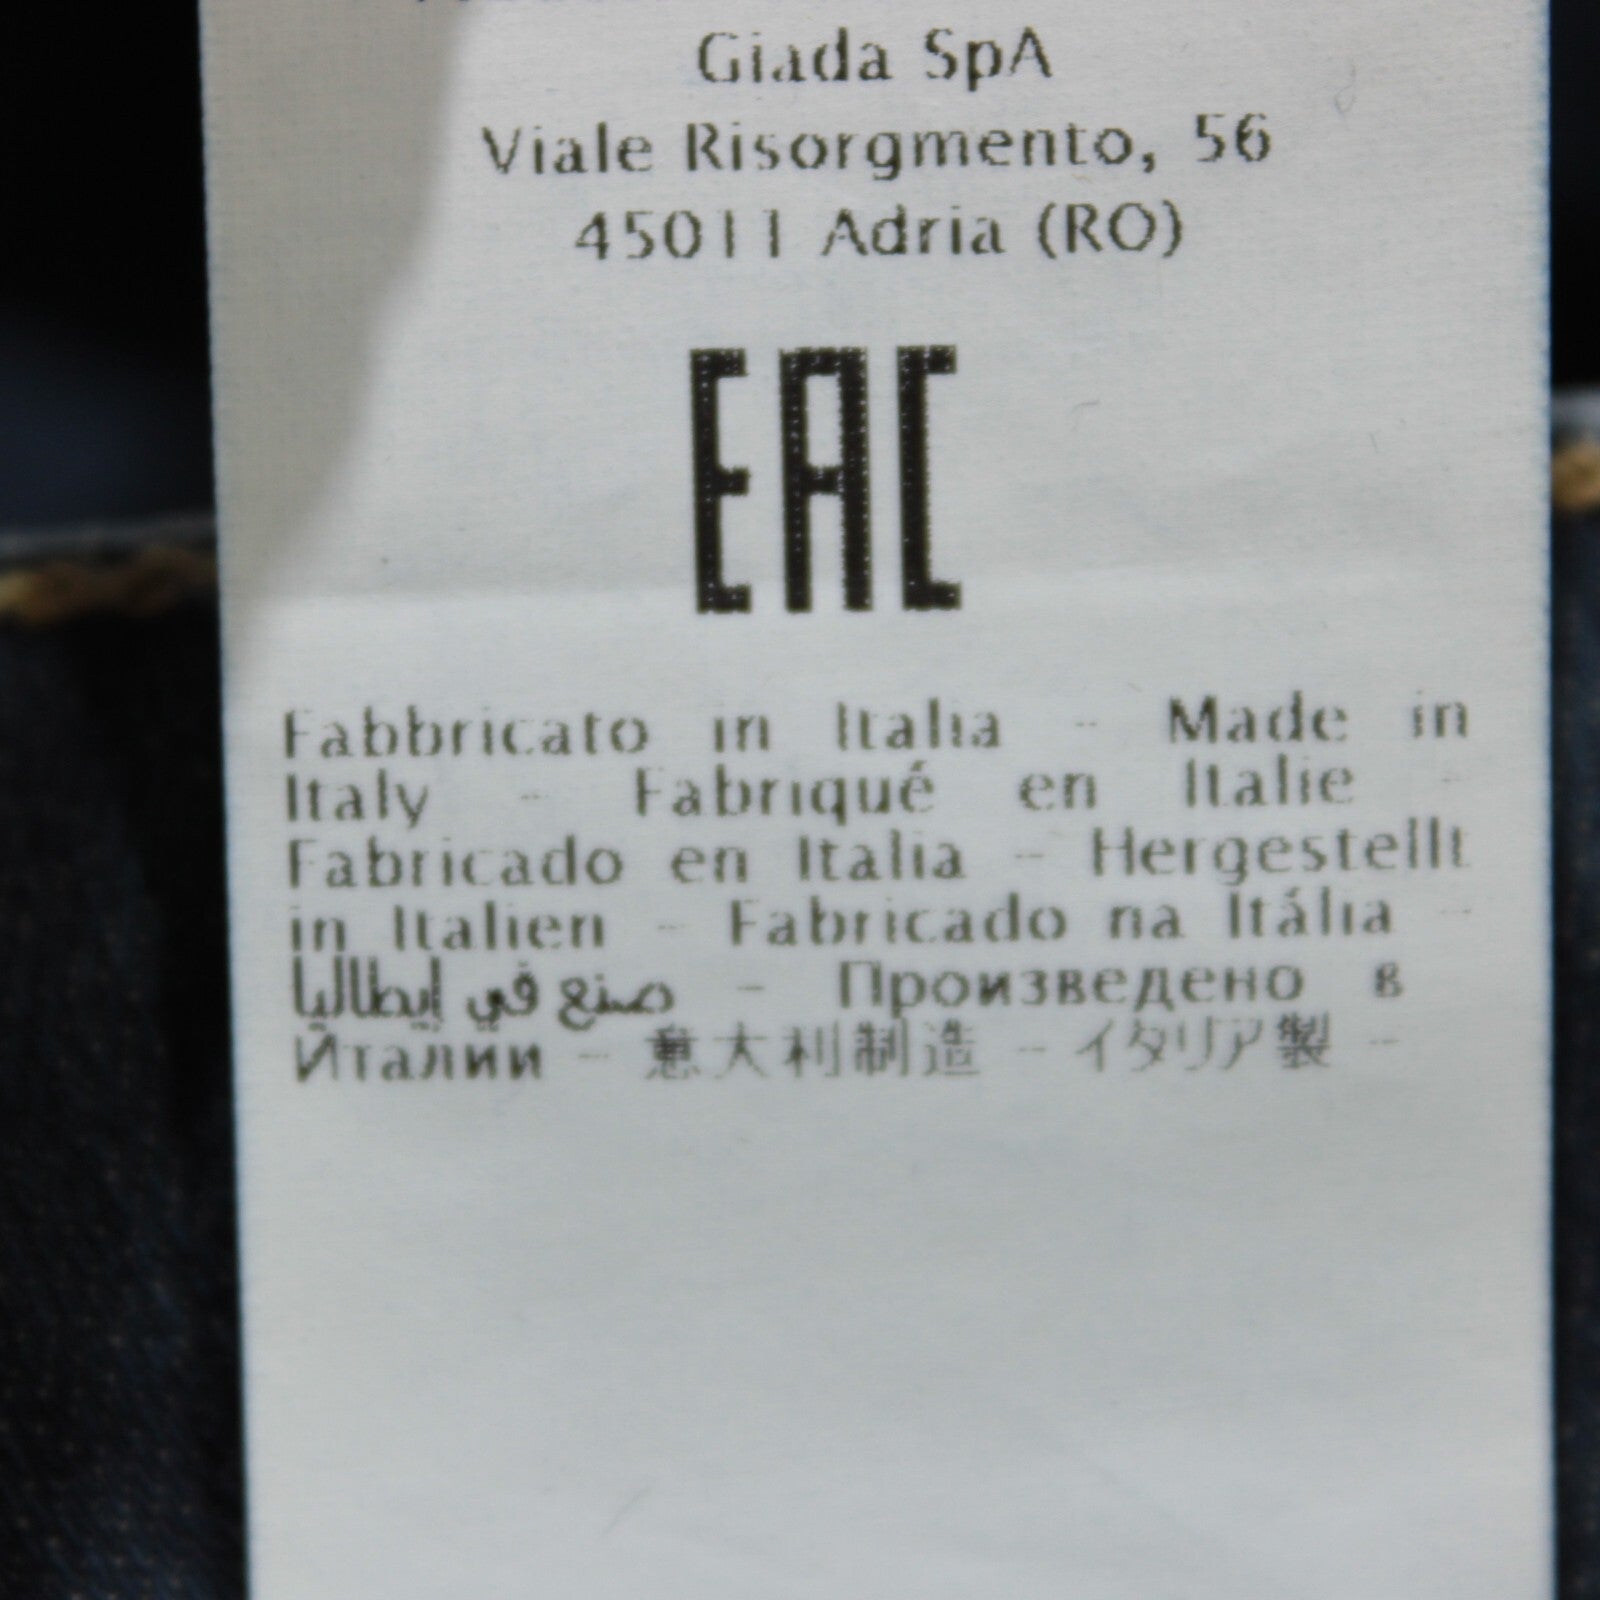 Giada SpA
Viale Risorgmento, 56
45011 Adria (RO)
EAC
Fabbricato in Italia - Made in
Italy - Fabriqué en Italie -
Fabricado en Italia - Hergestellt
in Italien - Fabricado na Itália -
صنع في إيطاليا - Произведено в
Италии - 意大利制造 - イタリア製 -